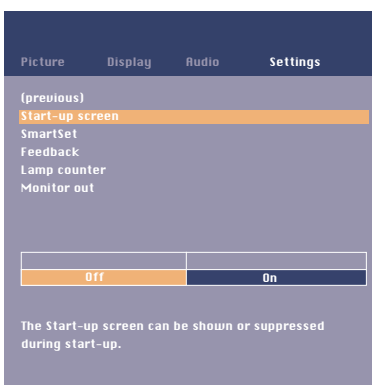 Picture Display Audio Settings
(previous)
Start-up screen
SmartSet
Feedback
Lamp counter
Monitor out
Off On
The Start-up screen can be shown or suppressed
during start-up.